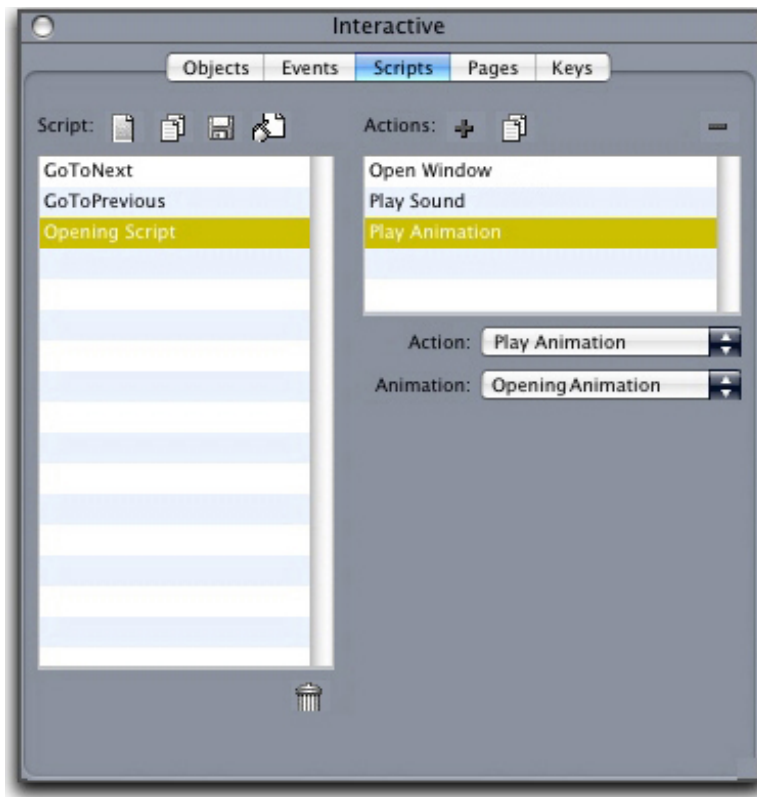 Interactive
Objects Events Scripts Pages Keys
Script:
GoToNext
GoToPrevious
Opening Script
Actions:
Open Window
Play Sound
Play Animation
Action: Play Animation
Animation: Opening Animation